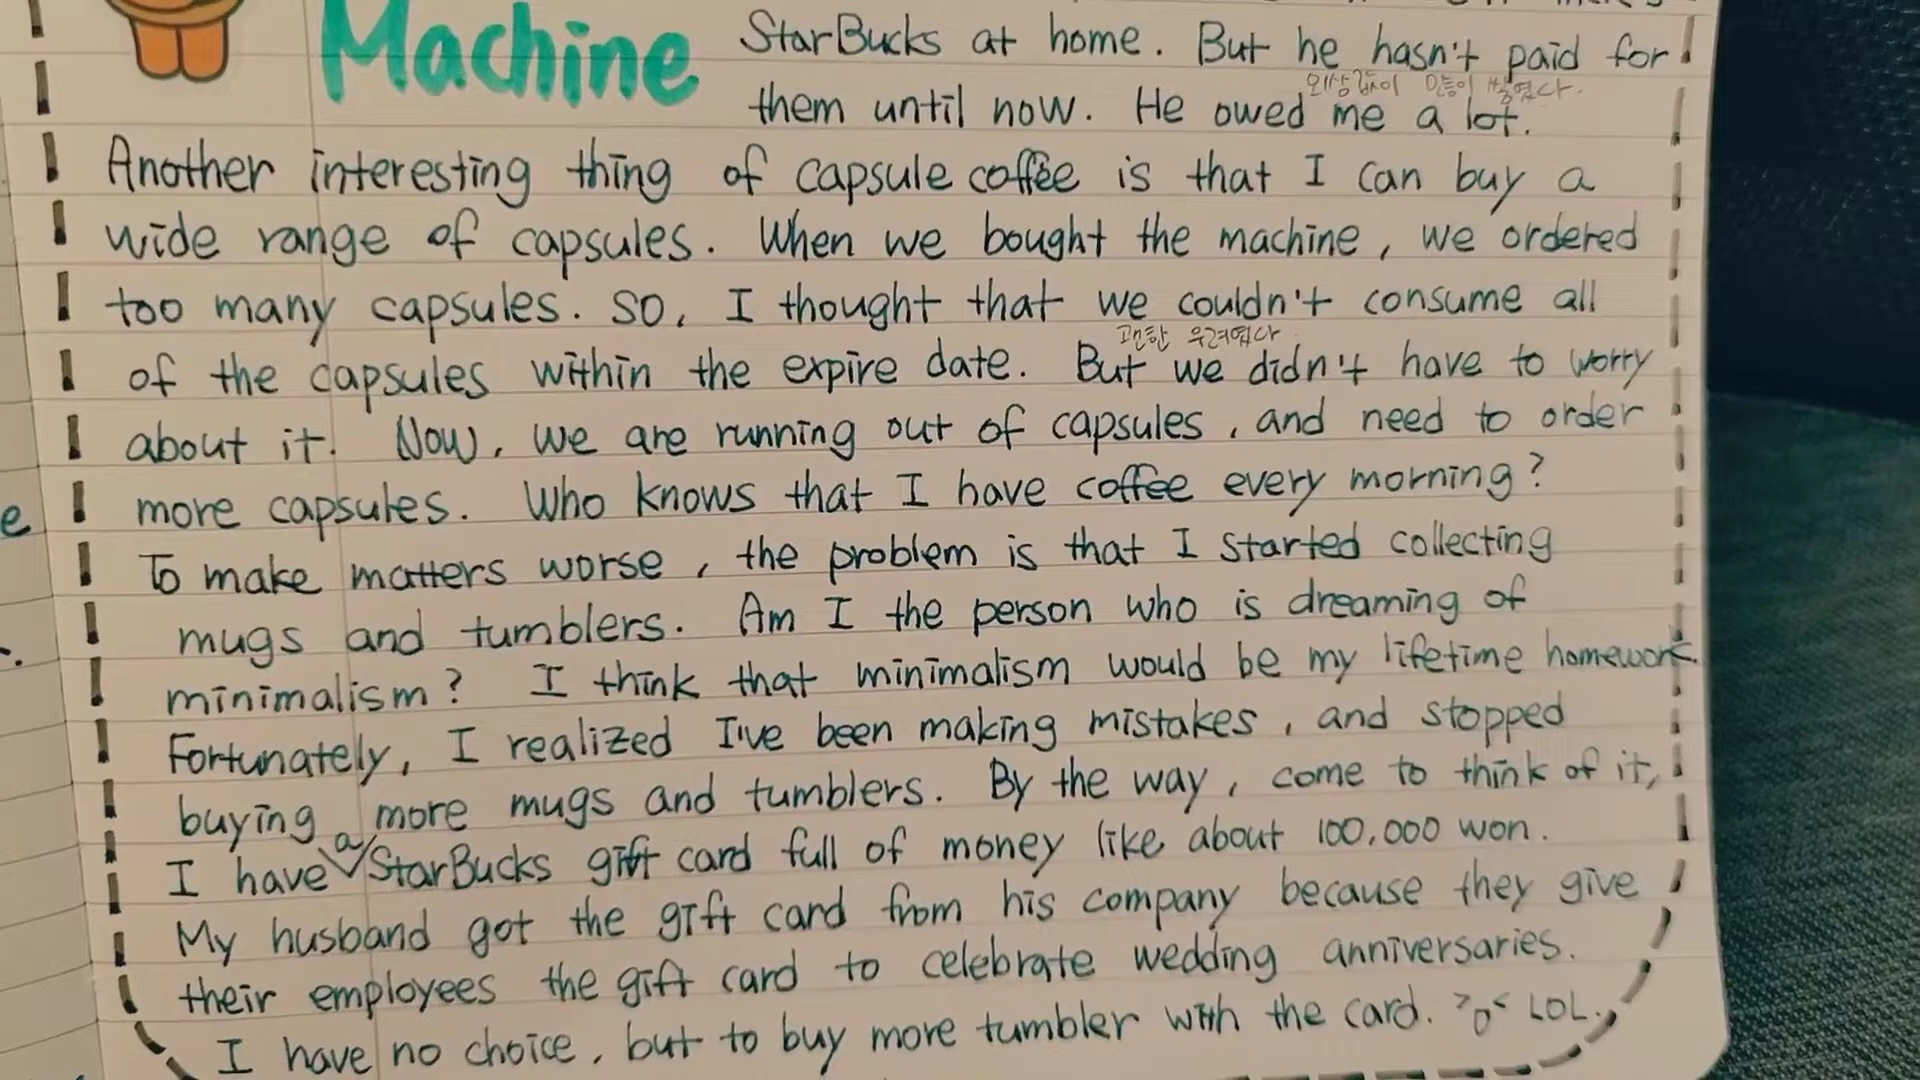 Machine
StarBucks at home. But he hasn't paid for
them until now. He owed me a lot.
Another interesting thing of capsule coffee is that I can buy a
wide range of capsules. When we bought the machine, we ordered
too many capsules. So, I thought that we couldn't consume all
괜한 우려였다
of the capsules within the expire date. But we didn't have to worry
about it. Now, we are running out of capsules, and need to order
more capsules. Who knows that I have coffee every morning?
To make matters worse, the problem is that I started collecting
mugs and tumblers. Am I the person who is dreaming of
minimalism? I think that minimalism would be my lifetime homework.
Fortunately, I realized I've been making mistakes, and stopped
buying more mugs and tumblers. By the way, come to think of it,
I have a StarBucks gift card full of money like about 100,000 won.
My husband got the gift card from his company because they give
their employees the gift card to celebrate wedding anniversaries.
I have no choice, but to buy more tumbler with the card. >o< LOL.
e